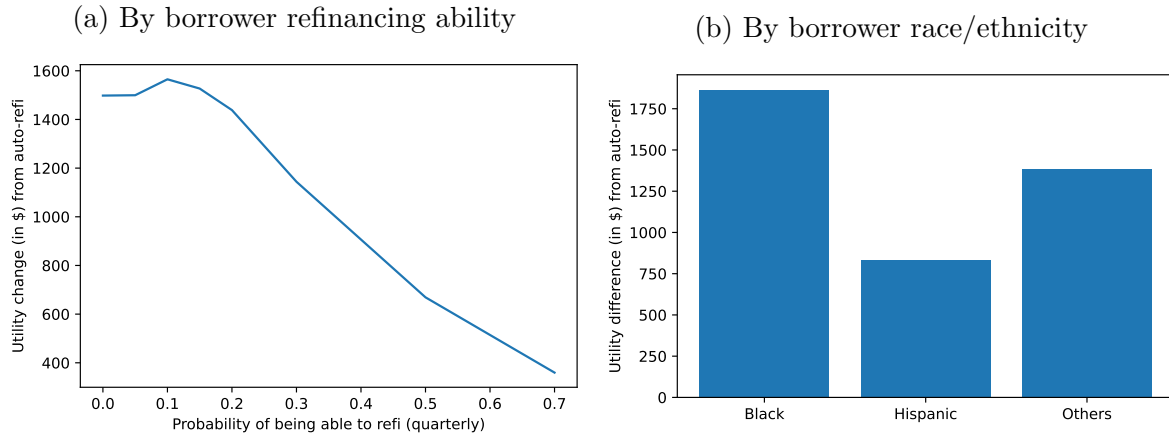 (a) By borrower refinancing ability
Utility change (in $) from auto-refi
1600
1400
1200
1000
800
600
400
0.0 0.1 0.2 0.3 0.4 0.5 0.6 0.7
Probability of being able to refi (quarterly)
(b) By borrower race/ethnicity
Utility difference (in $) from auto-refi
1750
1500
1250
1000
750
500
250
0
Black Hispanic Others